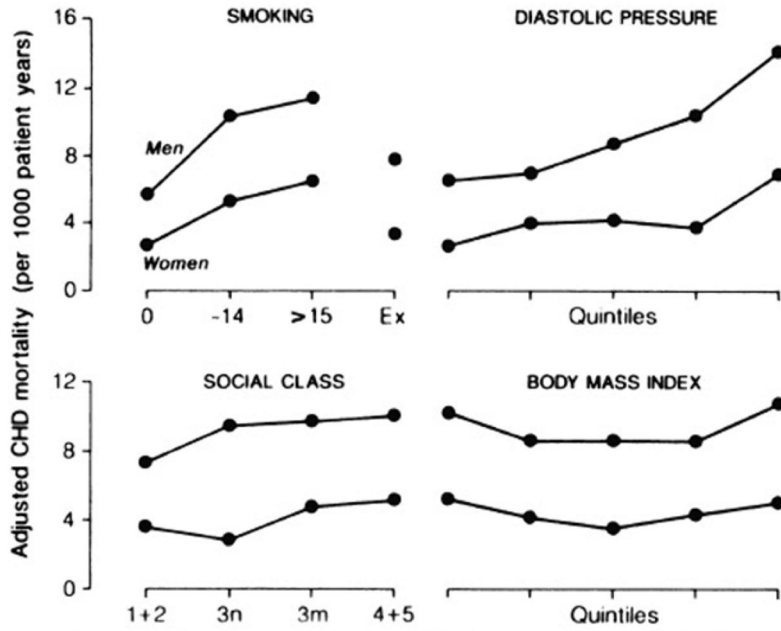 Adjusted CHD mortality (per 1000 patient years)
SMOKING
16
12
8
4
0
Men
Women
0 -14 ⩾15 Ex
DIASTOLIC PRESSURE
Quintiles
SOCIAL CLASS
12
8
4
0
1+2 3n 3m 4+5
BODY MASS INDEX
Quintiles